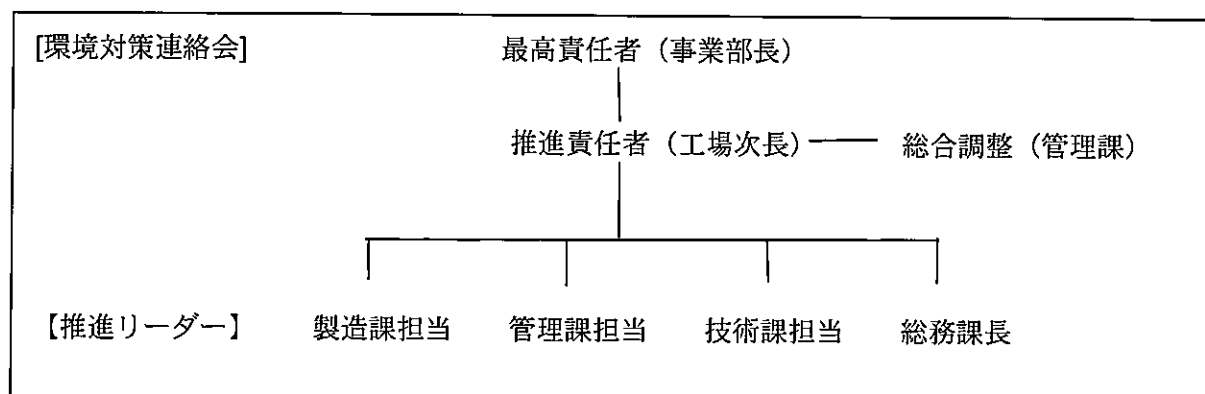 [環境対策連絡会] 最高責任者（事業部長）
推進責任者（工場次長） 総合調整（管理課）
【推進リーダー】 製造課担当 管理課担当 技術課担当 総務課長